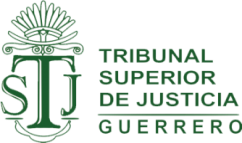 STJ
TRIBUNAL
SUPERIOR
DE JUSTICIA
GUERRERO